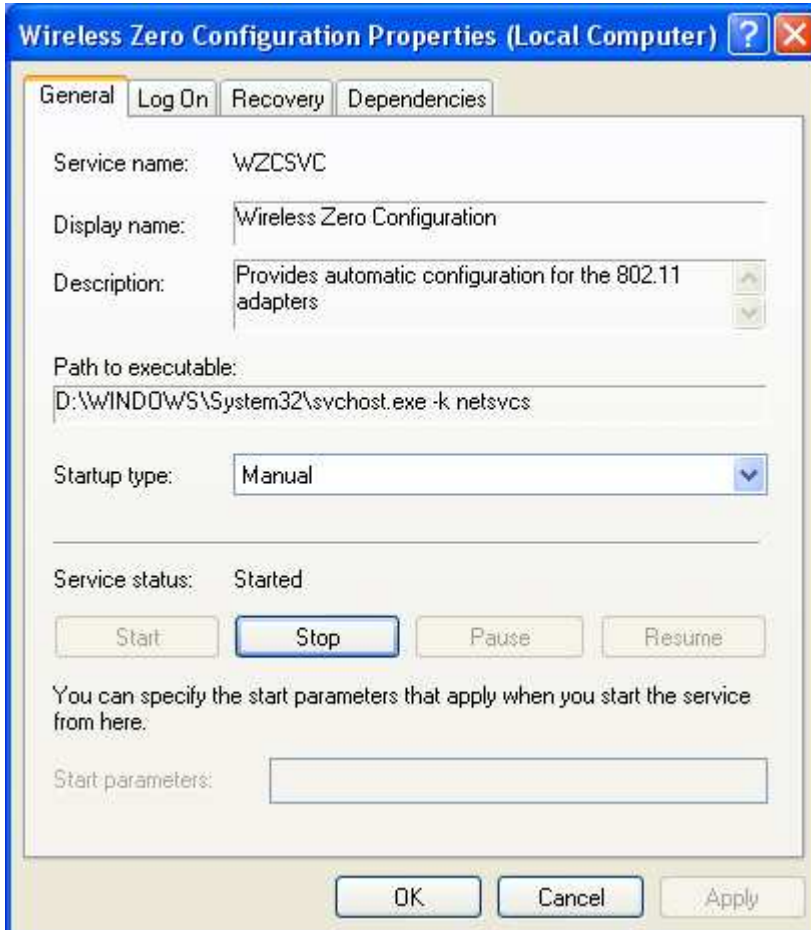 Wireless Zero Configuration Properties (Local Computer) ?
General Log On Recovery Dependencies
Service name: WZCSVC
Display name: Wireless Zero Configuration
Description: Provides automatic configuration for the 802.11
adapters
Path to executable:
D:\WINDOWS\System32\svchost.exe -k netsvcs
Startup type: Manual
Service status: Started
Start Stop Pause Resume
You can specify the start parameters that apply when you start the service
from here.
Start parameters:
OK Cancel Apply